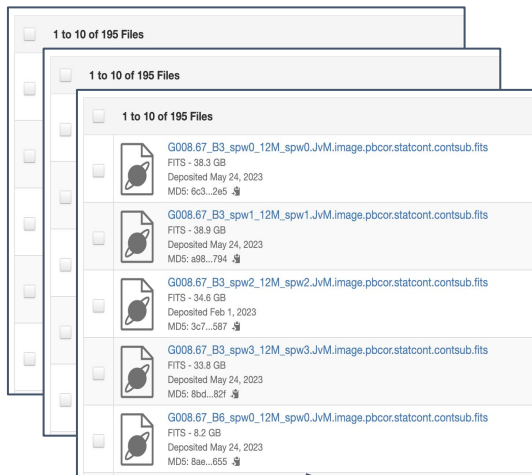 1 to 10 of 195 Files
1 to 10 of 195 Files
1 to 10 of 195 Files
G008.67_B3_spw0_12M_spw0.JvM.image.pbcor.statcont.contsub.fits
FITS - 38.3 GB
Deposited May 24, 2023
MD5: 6c3...2e5
G008.67_B3_spw1_12M_spw1.JvM.image.pbcor.statcont.contsub.fits
FITS - 38.9 GB
Deposited May 24, 2023
MD5: a98...794
G008.67_B3_spw2_12M_spw2.JvM.image.pbcor.statcont.contsub.fits
FITS - 34.6 GB
Deposited Feb 1, 2023
MD5: 3c7...587
G008.67_B3_spw3_12M_spw3.JvM.image.pbcor.statcont.contsub.fits
FITS - 33.8 GB
Deposited May 24, 2023
MD5: 8bd...82f
G008.67_B6_spw0_12M_spw0.JvM.image.pbcor.statcont.contsub.fits
FITS - 8.2 GB
Deposited May 24, 2023
MD5: 8ae...655